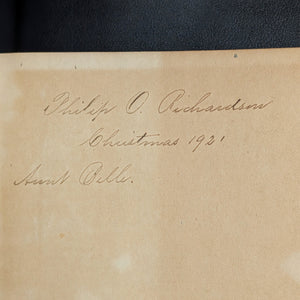 Philip O. Richardson
Christmas 1921
Aunt Belle.